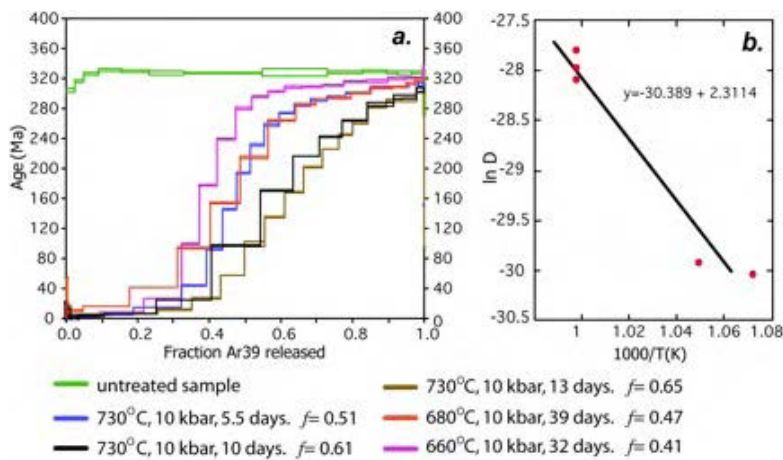 a.
400
360
320
280
240
200
160
120
80
40
0
Age (Ma)
400
360
320
280
240
200
160
120
80
40
0
0.0 0.2 0.4 0.6 0.8 1.0
Fraction Ar39 released
b.
y=-30.389 + 2.3114
-27.5
-28
-28.5
-29
-29.5
-30
-30.5
ln D
1 1.02 1.04 1.06 1.08
1000/T(K)
untreated sample
730°C, 10 kbar, 5.5 days. f= 0.51
730°C, 10 kbar, 10 days. f= 0.61
730°C, 10 kbar, 13 days. f= 0.65
680°C, 10 kbar, 39 days. f= 0.47
660°C, 10 kbar, 32 days. f= 0.41